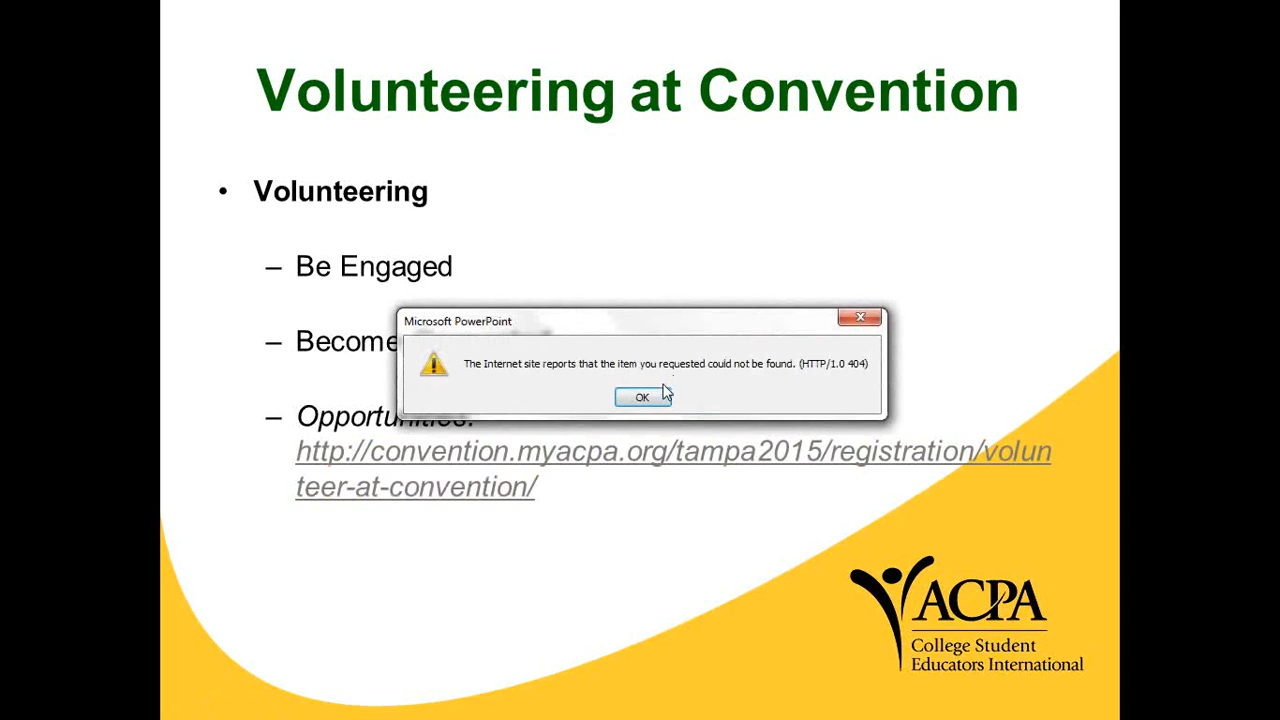 Volunteering at Convention
• Volunteering
– Be Engaged
– Become
Microsoft PowerPoint
The Internet site reports that the item you requested could not be found. (HTTP/1.0 404)
OK
– Opportunities:
http://convention.myacpa.org/tampa2015/registration/volun
teer-at-convention/
ACPA
College Student
Educators International